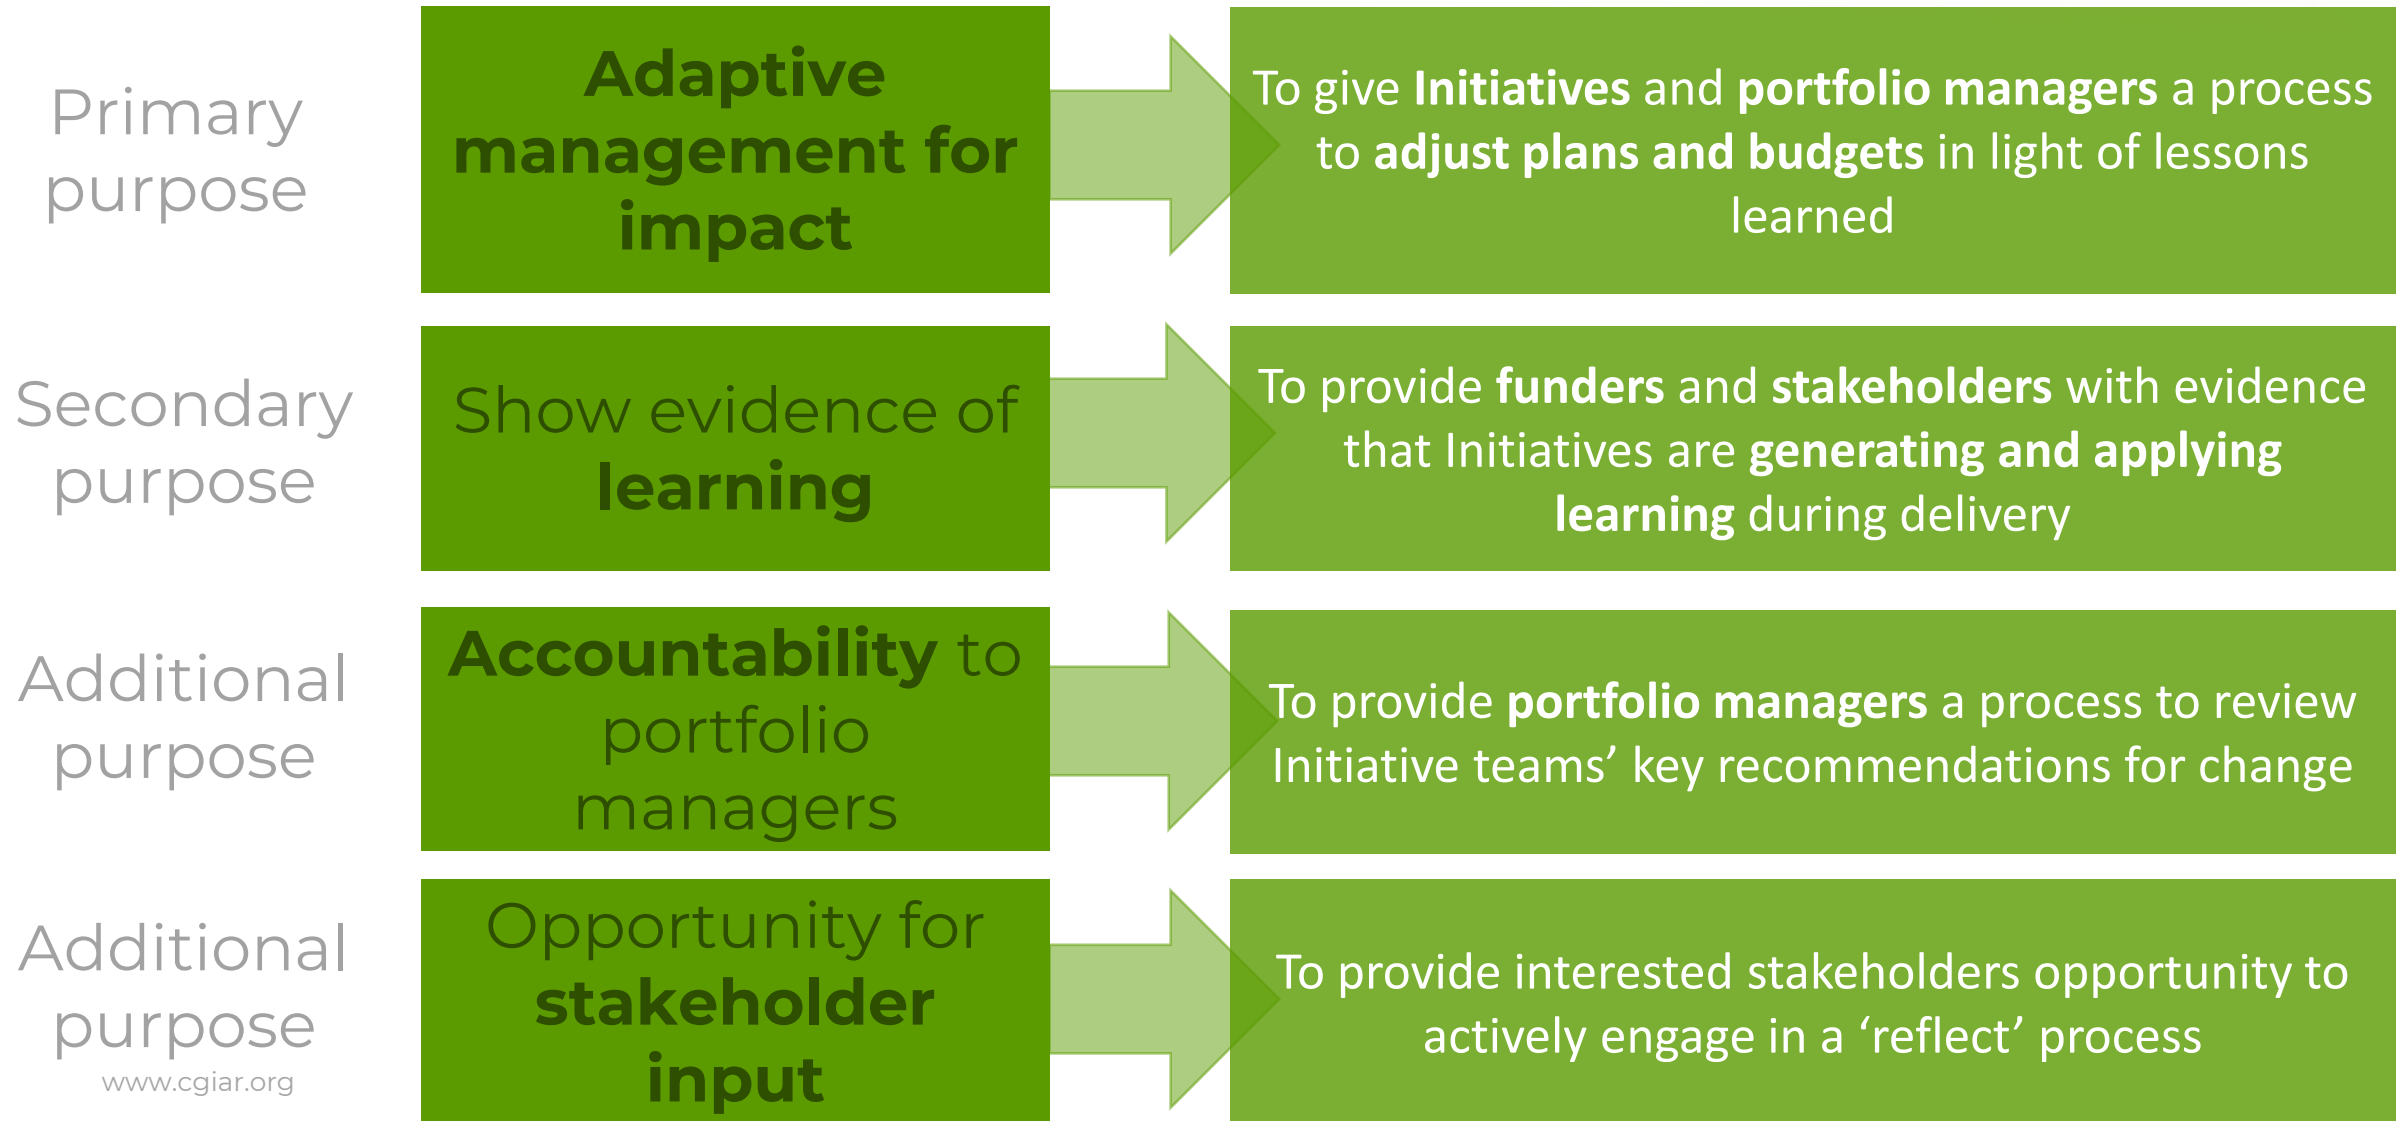 Primary
purpose
Adaptive
management for
impact
To give Initiatives and portfolio managers a process
to adjust plans and budgets in light of lessons
learned
Secondary
purpose
Show evidence of
learning
To provide funders and stakeholders with evidence
that Initiatives are generating and applying
learning during delivery
Additional
purpose
Accountability to
portfolio
managers
To provide portfolio managers a process to review
Initiative teams’ key recommendations for change
Additional
purpose
Opportunity for
stakeholder
input
To provide interested stakeholders opportunity to
actively engage in a ‘reflect’ process
www.cgiar.org